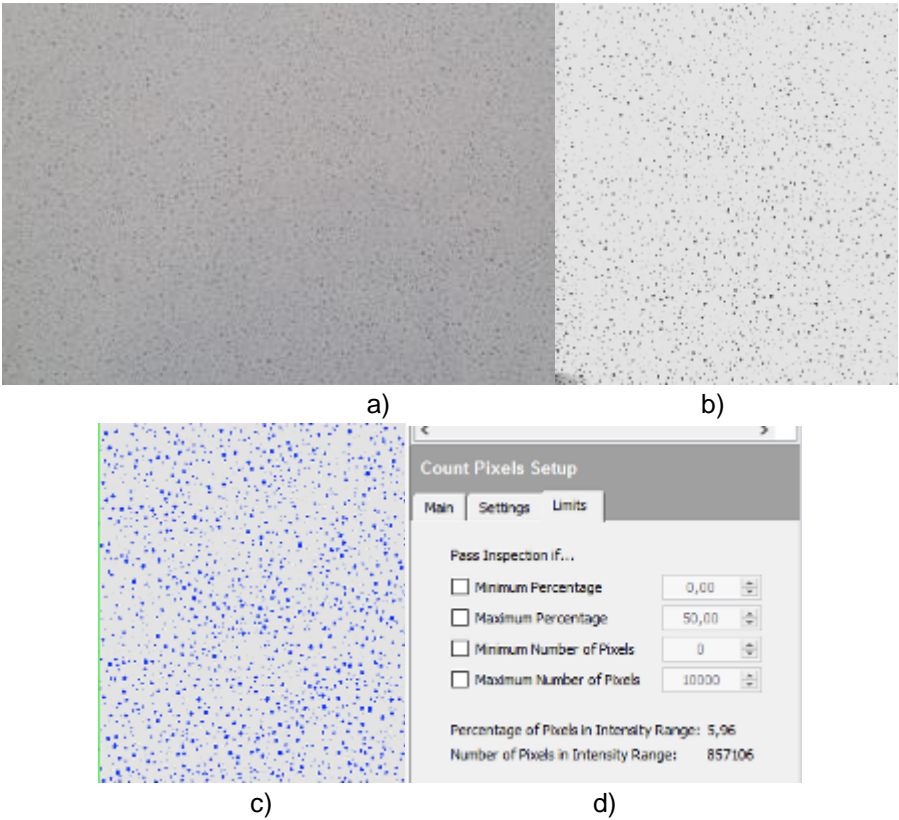 a) b)
Count Pixels Setup
Main Settings Limits
Pass Inspection if...
Minimum Percentage 0,00
Maximum Percentage 50,00
Minimum Number of Pixels 0
Maximum Number of Pixels 10000
Percentage of Pixels in Intensity Range: 5,96
Number of Pixels in Intensity Range: 857106
c) d)